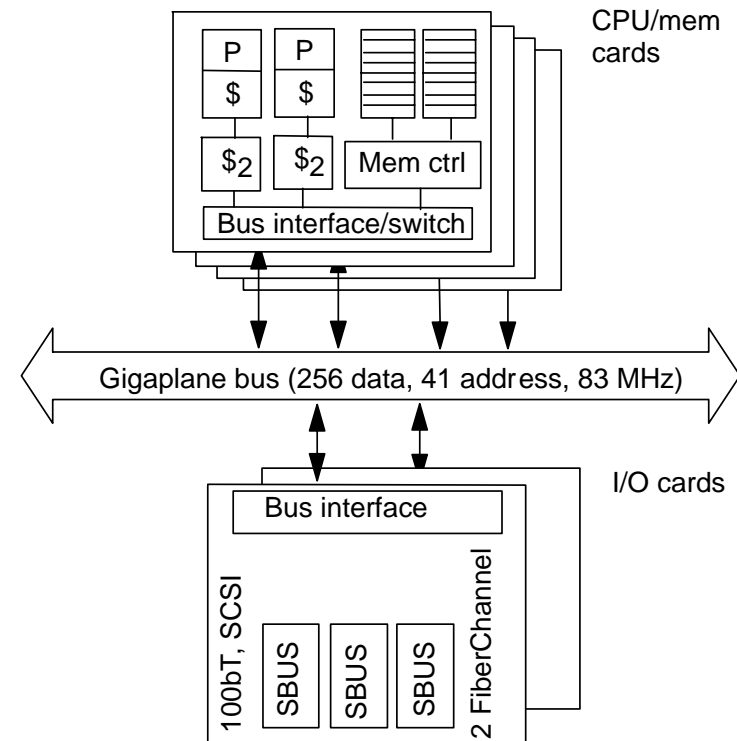 CPU/mem
cards
P
P
$
$
$2
$2
Mem ctrl
Bus interface/switch
Gigaplane bus (256 data, 41 address, 83 MHz)
I/O cards
Bus interface
100bT, SCSI
SBUS
SBUS
SBUS
2 FiberChannel